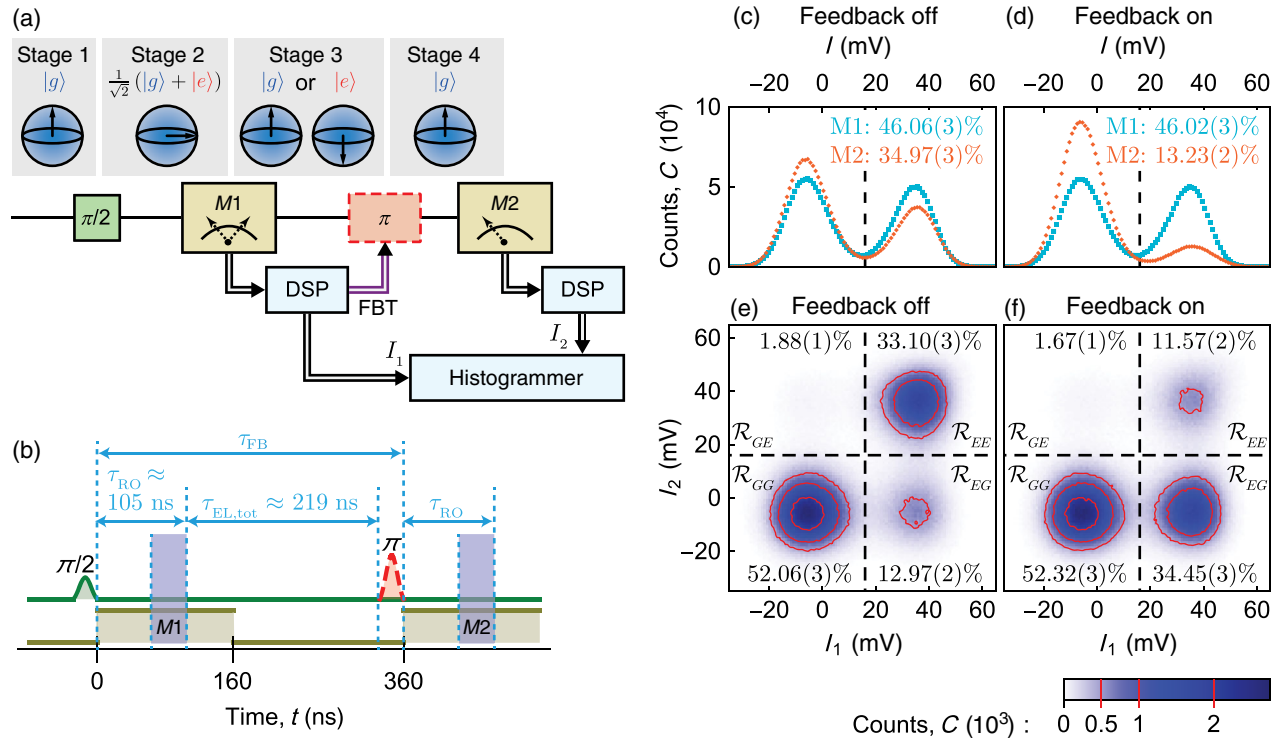 (a)
Stage 1
|g⟩
Stage 2
1/√2 (|g⟩ + |e⟩)
Stage 3
|g⟩ or |e⟩
Stage 4
|g⟩
π/2
M1
π
M2
DSP
FBT
DSP
I₁
I₂
Histogrammer
(b)
τFB
τRO ≈
105 ns
τEL,tot ≈ 219 ns
τRO
π/2
π
M1
M2
0
160
360
Time, t (ns)
(c)
Feedback off
I (mV)
−20 0 20 40 60
Counts, C (10⁴)
10
5
0
M1: 46.06(3)%
M2: 34.97(3)%
(d)
Feedback on
I (mV)
−20 0 20 40 60
M1: 46.02(3)%
M2: 13.23(2)%
(e)
Feedback off
I₂ (mV)
60
40
20
0
−20
1.88(1)% 33.10(3)%
ℛGE ℛEE
ℛGG ℛEG
52.06(3)% 12.97(2)%
−20 0 20 40 60
I₁ (mV)
(f)
Feedback on
1.67(1)% 11.57(2)%
ℛGE ℛEE
ℛGG ℛEG
52.32(3)% 34.45(3)%
−20 0 20 40 60
I₁ (mV)
Counts, C (10³) :
0 0.5 1 2